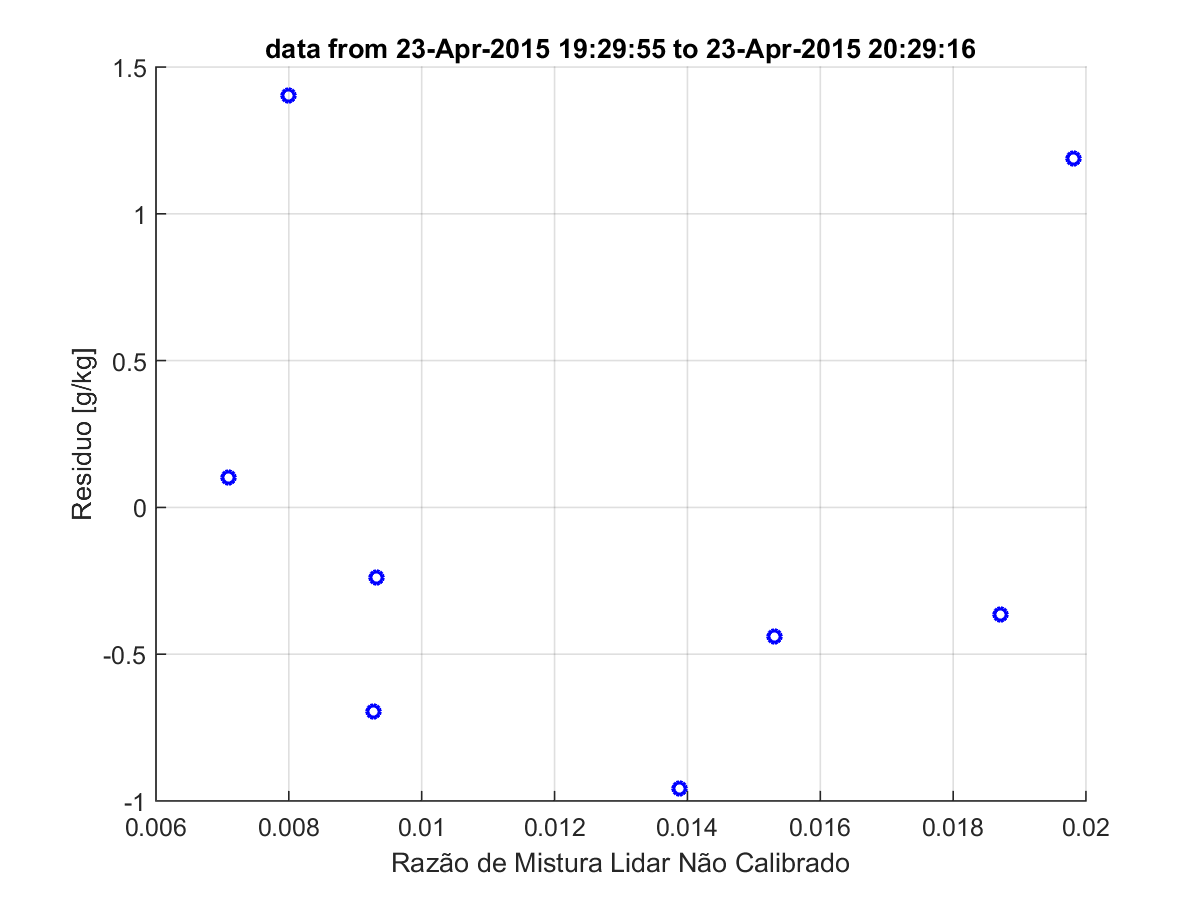 data from 23-Apr-2015 19:29:55 to 23-Apr-2015 20:29:16
1.5
1
0.5
0
-0.5
-1
Residuo [g/kg]
0.006 0.008 0.01 0.012 0.014 0.016 0.018 0.02
Razão de Mistura Lidar Não Calibrado